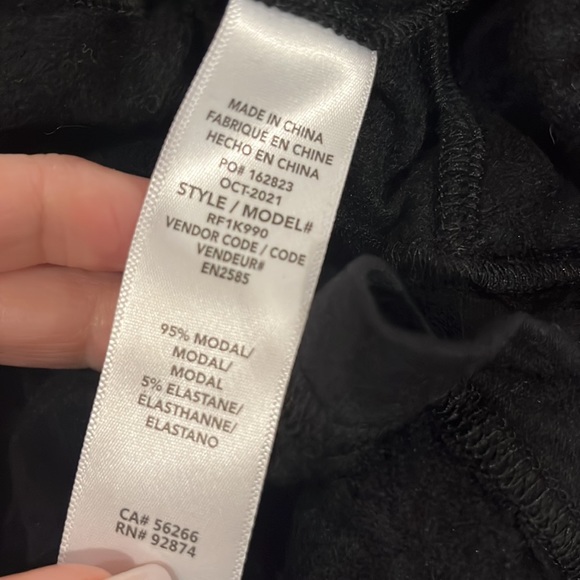 MADE IN CHINA
FABRIQUÉ EN CHINE
HECHO EN CHINA
PO# 162823
OCT-2021
STYLE / MODEL#
RF1K990
VENDOR CODE / CODE
VENDEUR#
EN2585
95% MODAL/
MODAL/
MODAL
5% ELASTANE/
ÉLASTHANNE/
ELASTANO
CA# 56266
RN# 92874